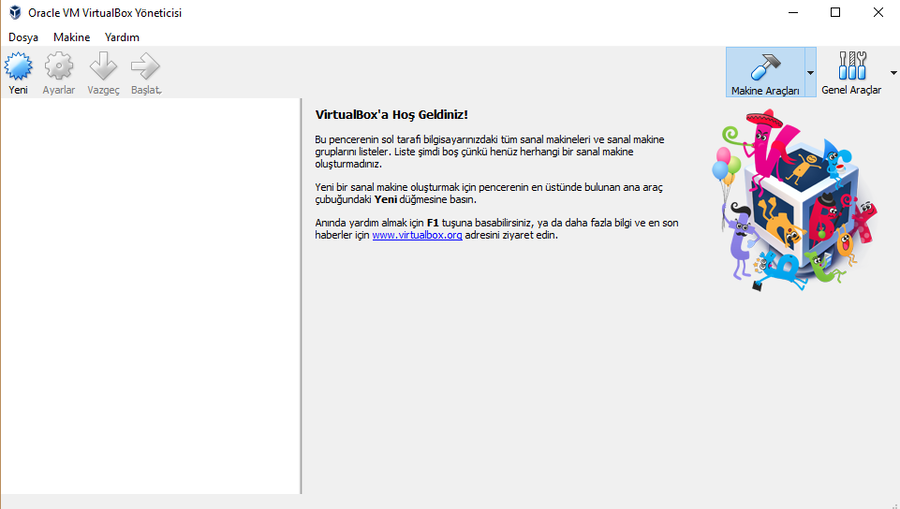 Oracle VM VirtualBox Yöneticisi
Dosya Makine Yardım
Yeni Ayarlar Vazgeç Başlat. Makine Araçları Genel Araçlar
VirtualBox'a Hoş Geldiniz!
Bu pencerenin sol tarafı bilgisayarınızdaki tüm sanal makineleri ve sanal makine
gruplarını listeler. Liste şimdi boş çünkü henüz herhangi bir sanal makine
oluşturmadınız.
Yeni bir sanal makine oluşturmak için pencerenin en üstünde bulunan ana araç
çubuğundaki Yeni düğmesine basın.
Anında yardım almak için F1 tuşuna basabilirsiniz, ya da daha fazla bilgi ve en son
haberler için www.virtualbox.org adresini ziyaret edin.